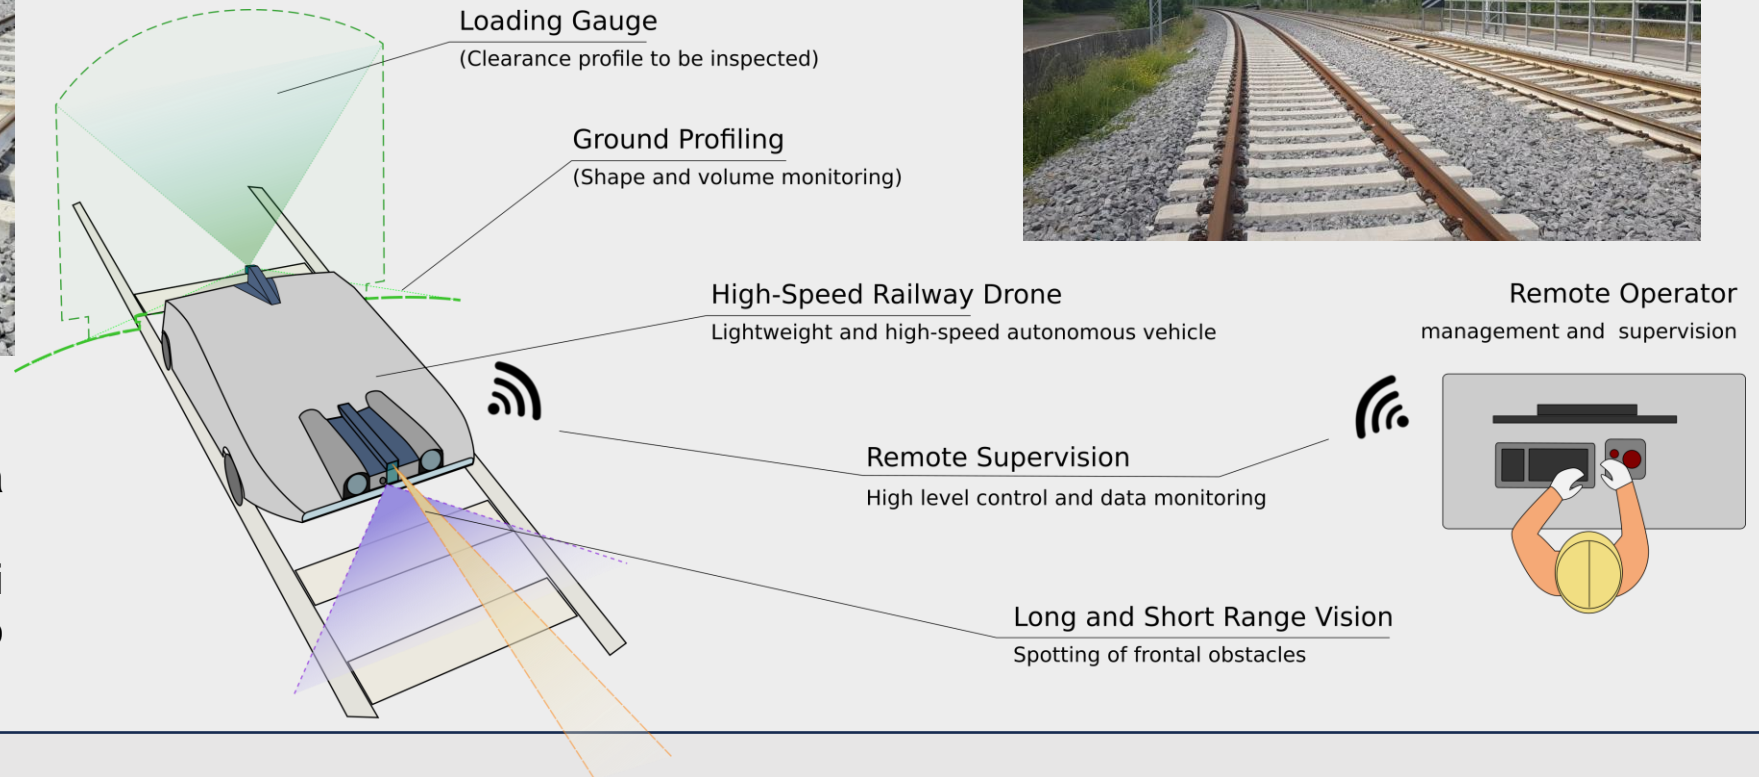 Loading Gauge
(Clearance profile to be inspected)
Ground Profiling
(Shape and volume monitoring)
High-Speed Railway Drone
Lightweight and high-speed autonomous vehicle
Remote Operator
management and supervision
Remote Supervision
High level control and data monitoring
Long and Short Range Vision
Spotting of frontal obstacles